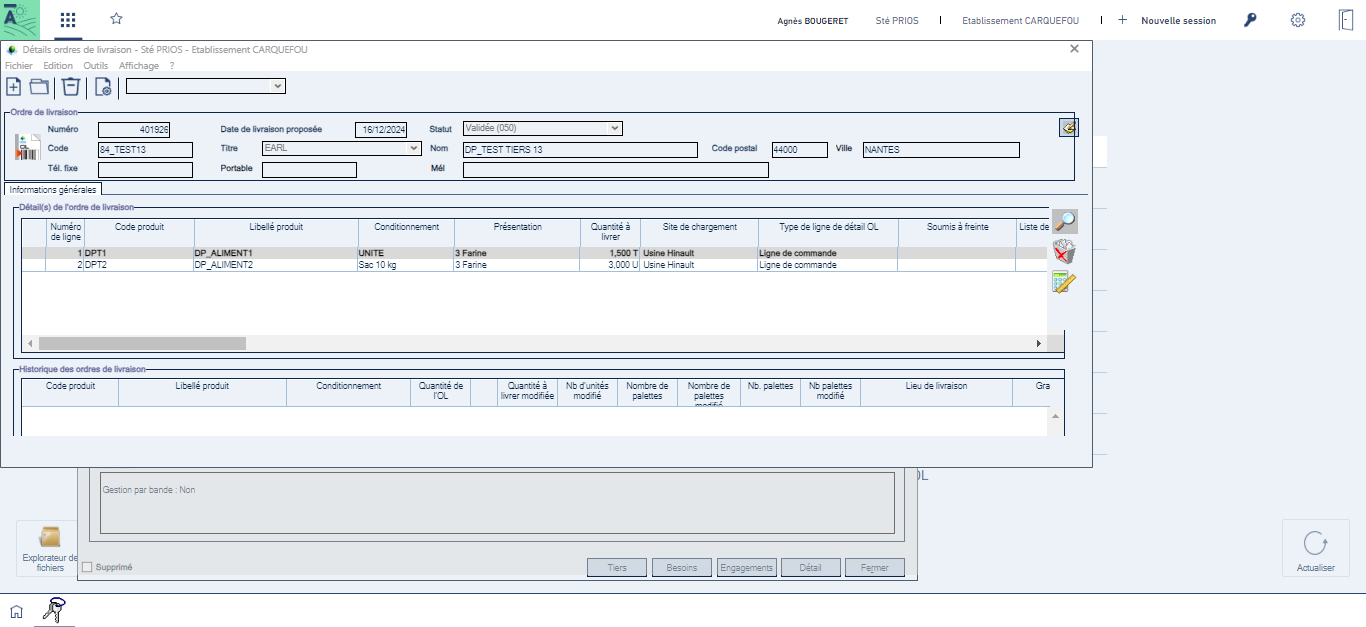 Agnès BOUGERET
Sté PRIOS
Etablissement CARQUEFOU
Nouvelle session
Détails ordres de livraison - Sté PRIOS - Etablissement CARQUEFOU
Fichier Edition Outils Affichage ?
Ordre de livraison
Numéro 401926 Date de livraison proposée 16/12/2024 Statut Validée (050)
Code 84_TEST13 Titre EARL Nom DP_TEST TIERS 13 Code postal 44000 Ville NANTES
Tél. fixe Portable Mél
Informations générales
Détail(s) de l'ordre de livraison
Numéro de ligne Code produit Libellé produit Conditionnement Présentation Quantité à livrer Site de chargement Type de ligne de détail OL Soumis à freinte Liste de
1 DPT1 DP_ALIMENT1 UNITE 3 Farine 1,500 T Usine Hinault Ligne de commande
2 DPT2 DP_ALIMENT2 Sac 10 kg 3 Farine 3,000 U Usine Hinault Ligne de commande
Historique des ordres de livraison
Code produit Libellé produit Conditionnement Quantité de l'OL Quantité à livrer modifiée Nb d'unités modifié Nombre de palettes Nombre de palettes modifié Nb. palettes Nb palettes modifié Lieu de livraison Gra
OL
Gestion par bande : Non
Explorateur de
fichiers
Supprimé
Tiers Besoins Engagements Détail Fermer
Actualiser